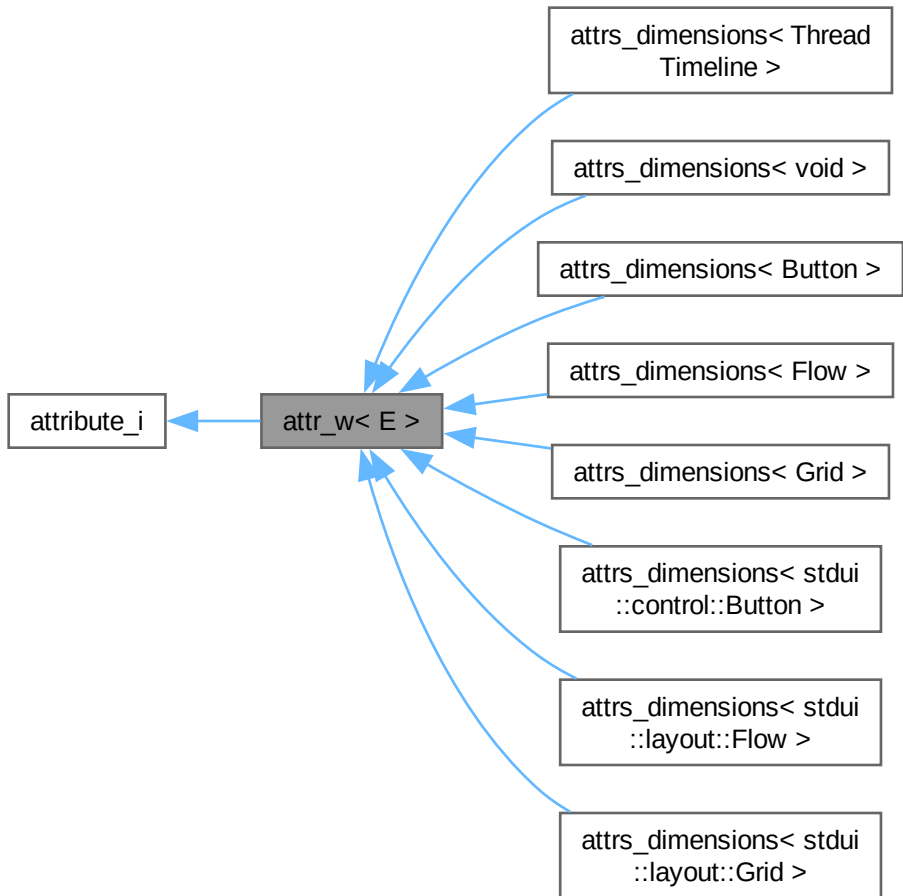 attrs_dimensions< Thread
Timeline >
attrs_dimensions< void >
attrs_dimensions< Button >
attrs_dimensions< Flow >
attribute_i
attr_w< E >
attrs_dimensions< Grid >
attrs_dimensions< stdui
::control::Button >
attrs_dimensions< stdui
::layout::Flow >
attrs_dimensions< stdui
::layout::Grid >